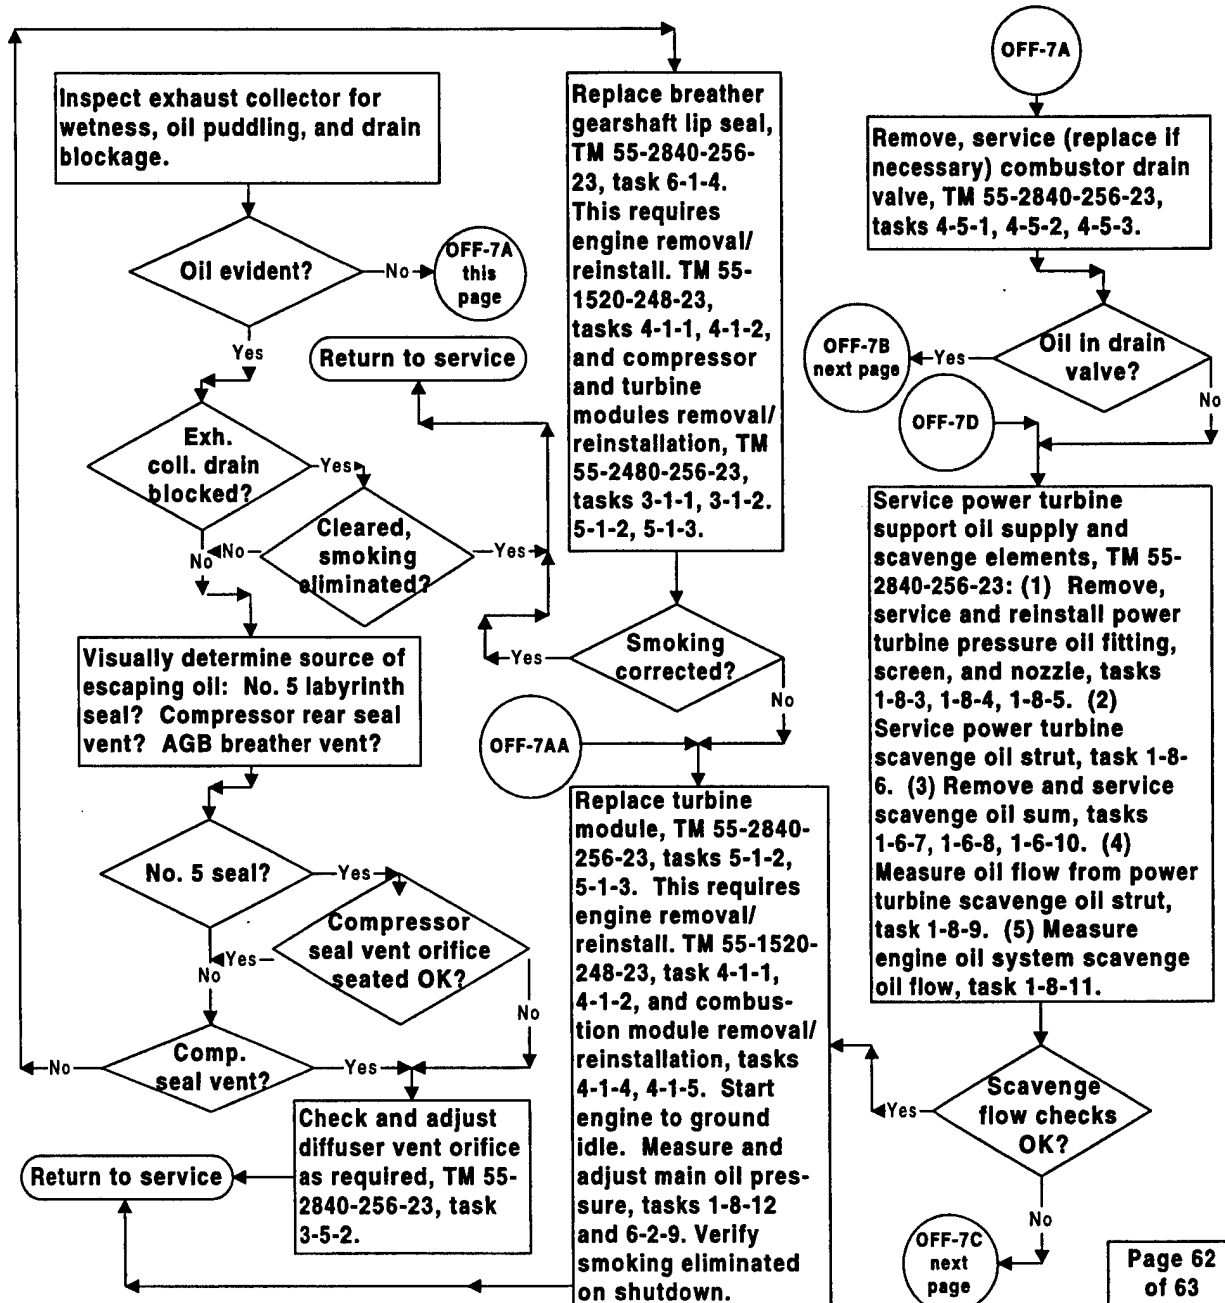 Inspect exhaust collector for
wetness, oil puddling, and drain
blockage.
Oil evident?
No
OFF-7A
this
page
Yes
Return to service
Exh.
coll. drain
blocked?
Yes
Cleared,
smoking
eliminated?
No
Yes
No
Visually determine source of
escaping oil: No. 5 labyrinth
seal? Compressor rear seal
vent? AGB breather vent?
No. 5 seal?
Yes
Compressor
seal vent orifice
seated OK?
Yes
No
No
Comp.
seal vent?
No
Yes
Check and adjust
diffuser vent orifice
as required, TM 55-
2840-256-23, task
3-5-2.
Return to service
Replace breather
gearshaft lip seal,
TM 55-2840-256-
23, task 6-1-4.
This requires
engine removal/
reinstall. TM 55-
1520-248-23,
tasks 4-1-1, 4-1-2,
and compressor
and turbine
modules removal/
reinstallation, TM
55-2480-256-23,
tasks 3-1-1, 3-1-2.
5-1-2, 5-1-3.
Smoking
corrected?
Yes
No
OFF-7AA
Replace turbine
module, TM 55-2840-
256-23, tasks 5-1-2,
5-1-3. This requires
engine removal/
reinstall. TM 55-1520-
248-23, task 4-1-1,
4-1-2, and combus-
tion module removal/
reinstallation, tasks
4-1-4, 4-1-5. Start
engine to ground
idle. Measure and
adjust main oil pres-
sure, tasks 1-8-12
and 6-2-9. Verify
smoking eliminated
on shutdown.
OFF-7A
Remove, service (replace if
necessary) combustor drain
valve, TM 55-2840-256-23,
tasks 4-5-1, 4-5-2, 4-5-3.
Oil in drain
valve?
Yes
OFF-7B
next page
No
OFF-7D
Service power turbine
support oil supply and
scavenge elements, TM 55-
2840-256-23: (1) Remove,
service and reinstall power
turbine pressure oil fitting,
screen, and nozzle, tasks
1-8-3, 1-8-4, 1-8-5. (2)
Service power turbine
scavenge oil strut, task 1-8-
6. (3) Remove and service
scavenge oil sum, tasks
1-6-7, 1-6-8, 1-6-10. (4)
Measure oil flow from power
turbine scavenge oil strut,
task 1-8-9. (5) Measure
engine oil system scavenge
oil flow, task 1-8-11.
Scavenge
flow checks
OK?
Yes
No
OFF-7C
next
page
Page 62
of 63